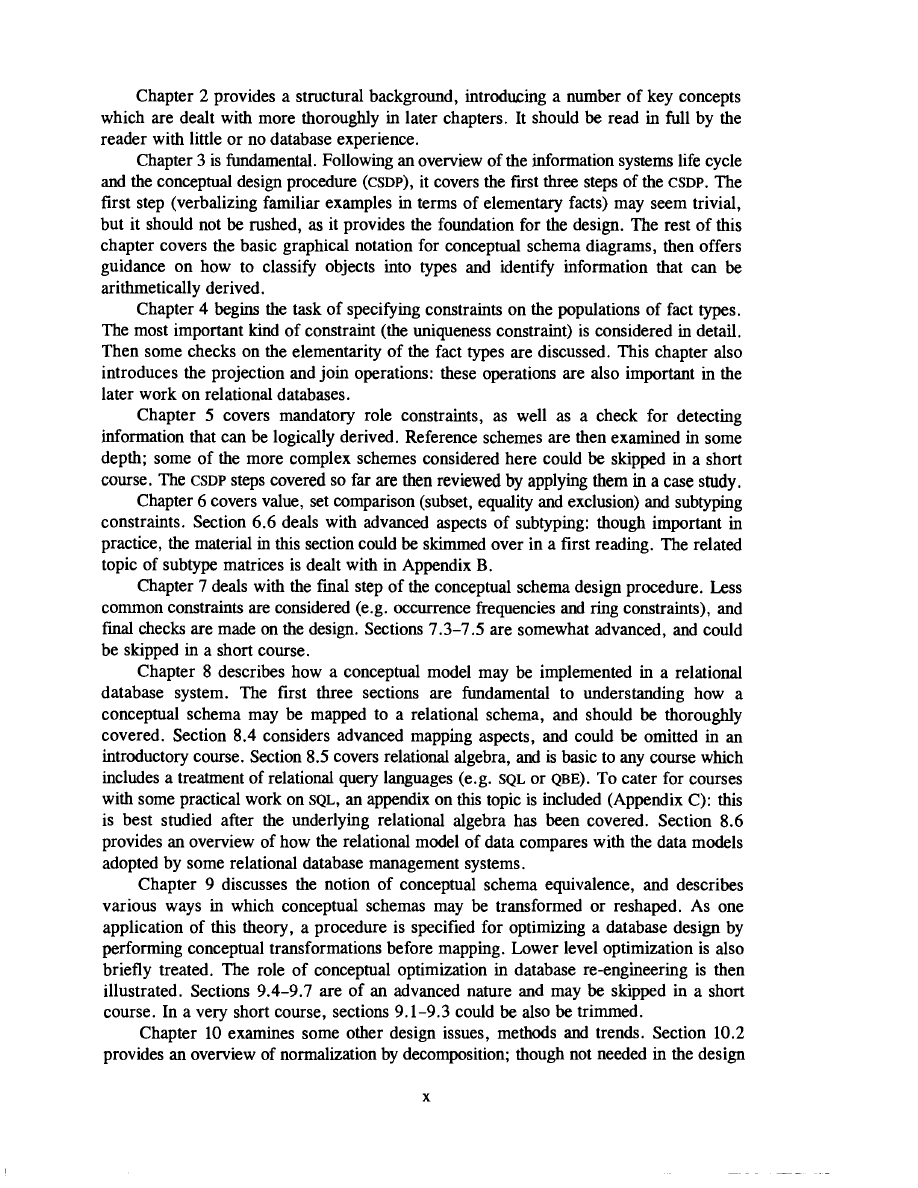 Chapter 2 provides a structural background, introducing a number of key concepts
which are dealt with more thoroughly in later chapters. It should be read in full by the
reader with little or no database experience.
Chapter 3 is fundamental. Following an overview of the information systems life cycle
and the conceptual design procedure (CSDP), it covers the first three steps of the CSDP. The
first step (verbalizing familiar examples in terms of elementary facts) may seem trivial,
but it should not be rushed, as it provides the foundation for the design. The rest of this
chapter covers the basic graphical notation for conceptual schema diagrams, then offers
guidance on how to classify objects into types and identify information that can be
arithmetically derived.
Chapter 4 begins the task of specifying constraints on the populations of fact types.
The most important kind of constraint (the uniqueness constraint) is considered in detail.
Then some checks on the elementarity of the fact types are discussed. This chapter also
introduces the projection and join operations: these operations are also important in the
later work on relational databases.
Chapter 5 covers mandatory role constraints, as well as a check for detecting
information that can be logically derived. Reference schemes are then examined in some
depth; some of the more complex schemes considered here could be skipped in a short
course. The CSDP steps covered so far are then reviewed by applying them in a case study.
Chapter 6 covers value, set comparison (subset, equality and exclusion) and subtyping
constraints. Section 6.6 deals with advanced aspects of subtyping: though important in
practice, the material in this section could be skimmed over in a first reading. The related
topic of subtype matrices is dealt with in Appendix B.
Chapter 7 deals with the final step of the conceptual schema design procedure. Less
common constraints are considered (e.g. occurrence frequencies and ring constraints), and
final checks are made on the design. Sections 7.3–7.5 are somewhat advanced, and could
be skipped in a short course.
Chapter 8 describes how a conceptual model may be implemented in a relational
database system. The first three sections are fundamental to understanding how a
conceptual schema may be mapped to a relational schema, and should be thoroughly
covered. Section 8.4 considers advanced mapping aspects, and could be omitted in an
introductory course. Section 8.5 covers relational algebra, and is basic to any course which
includes a treatment of relational query languages (e.g. SQL or QBE). To cater for courses
with some practical work on SQL, an appendix on this topic is included (Appendix C): this
is best studied after the underlying relational algebra has been covered. Section 8.6
provides an overview of how the relational model of data compares with the data models
adopted by some relational database management systems.
Chapter 9 discusses the notion of conceptual schema equivalence, and describes
various ways in which conceptual schemas may be transformed or reshaped. As one
application of this theory, a procedure is specified for optimizing a database design by
performing conceptual transformations before mapping. Lower level optimization is also
briefly treated. The role of conceptual optimization in database re-engineering is then
illustrated. Sections 9.4–9.7 are of an advanced nature and may be skipped in a short
course. In a very short course, sections 9.1–9.3 could be also be trimmed.
Chapter 10 examines some other design issues, methods and trends. Section 10.2
provides an overview of normalization by decomposition; though not needed in the design
x